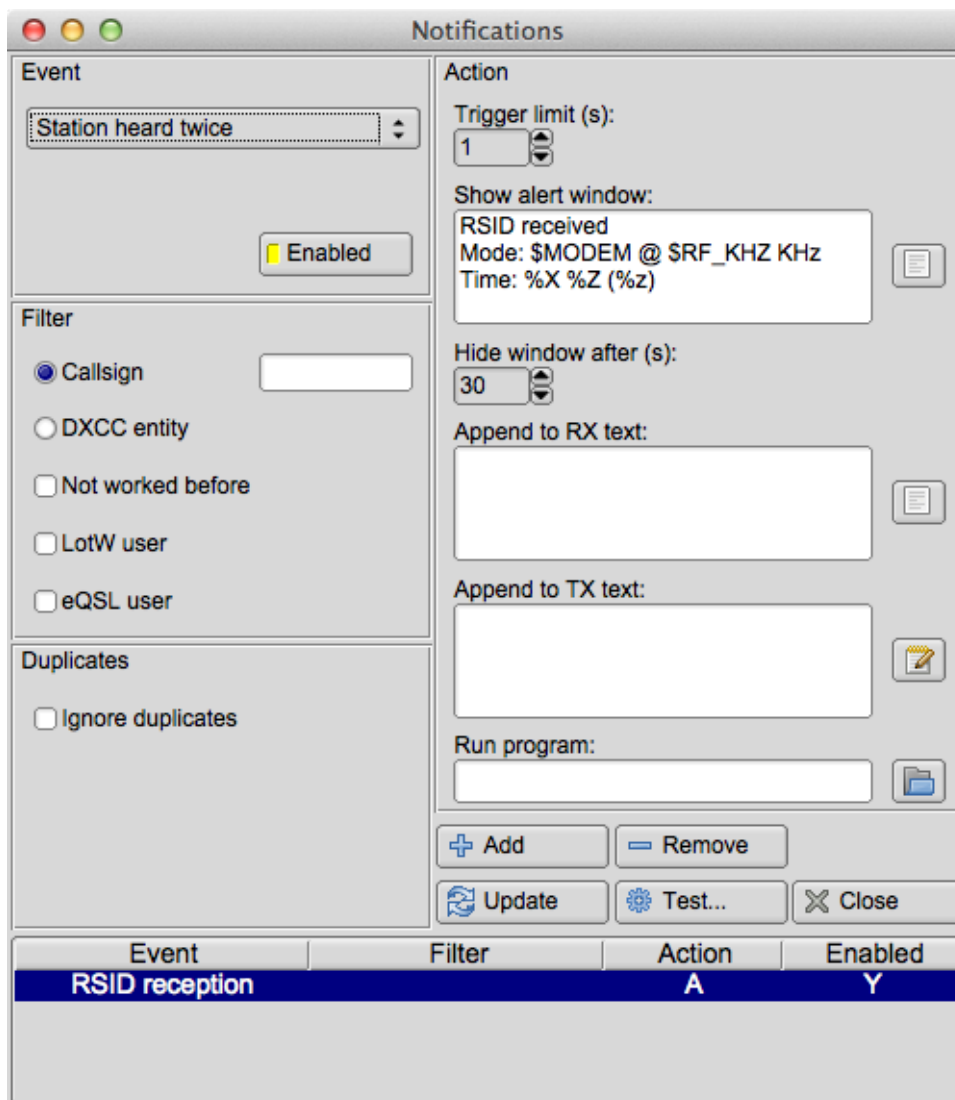 Notifications
Event
Station heard twice
Enabled
Filter
Callsign
DXCC entity
Not worked before
LotW user
eQSL user
Duplicates
Ignore duplicates
Action
Trigger limit (s):
1
Show alert window:
RSID received
Mode: $MODEM @ $RF_KHZ KHz
Time: %X %Z (%z)
Hide window after (s):
30
Append to RX text:
Append to TX text:
Run program:
Add Remove
Update Test... Close
Event Filter Action Enabled
RSID reception A Y